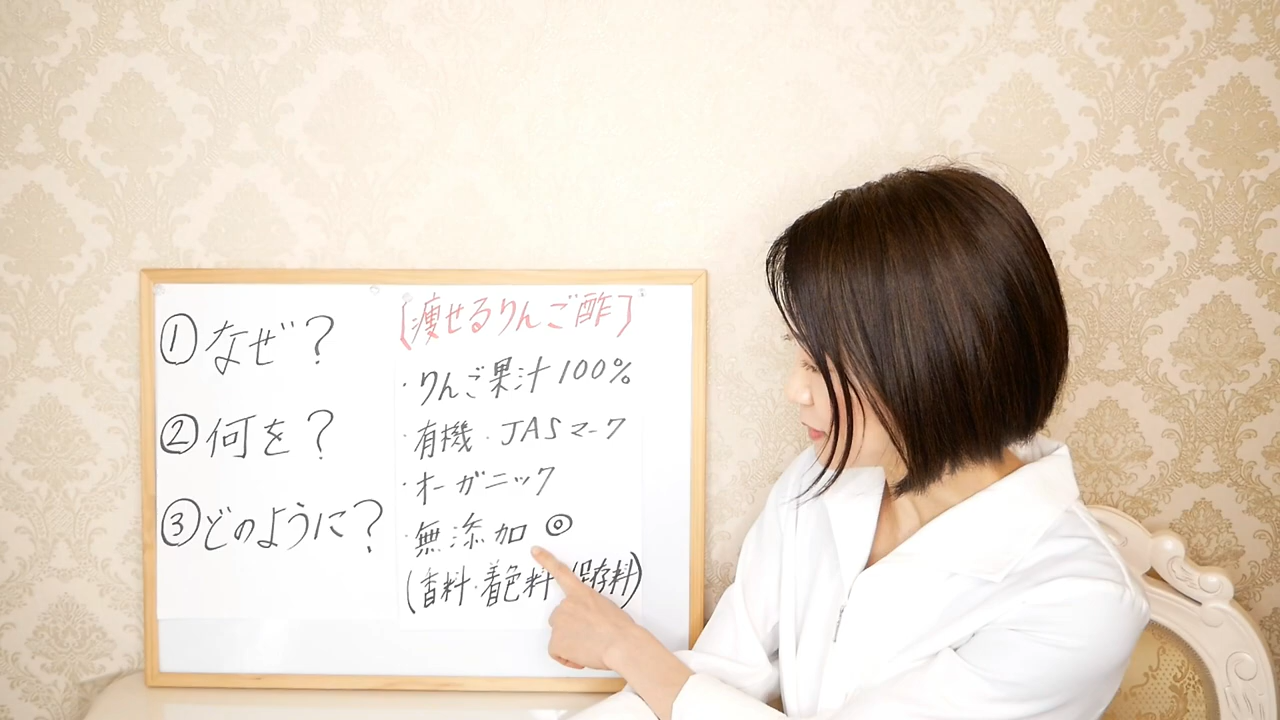 ①なぜ?
②何を?
③どのように?
[痩せるりんご酢]
・りんご果汁100%
・有機・JASマーク
・オーガニック
・無添加◎
(香料・着色料・保存料)